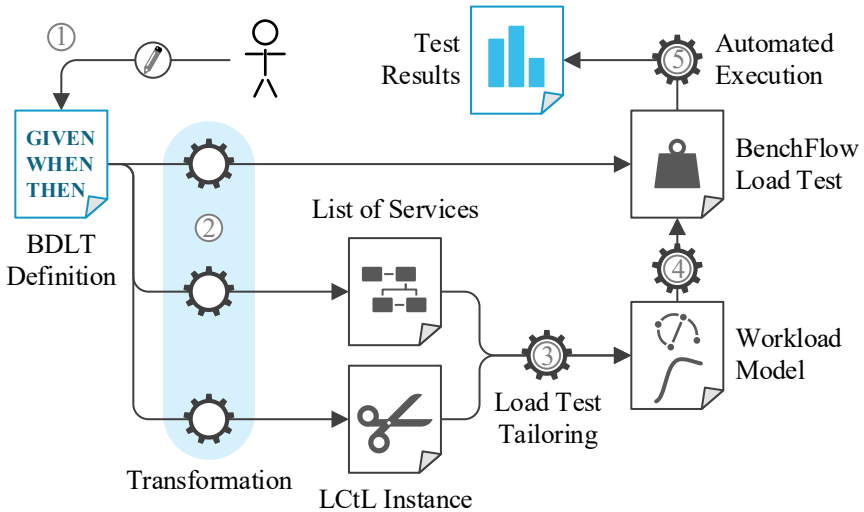 ①
Test
Results
⑤
Automated
Execution
GIVEN
WHEN
THEN
BenchFlow
Load Test
②
List of Services
BDLT
Definition
④
③
Workload
Model
Load Test
Tailoring
Transformation
LCtL Instance